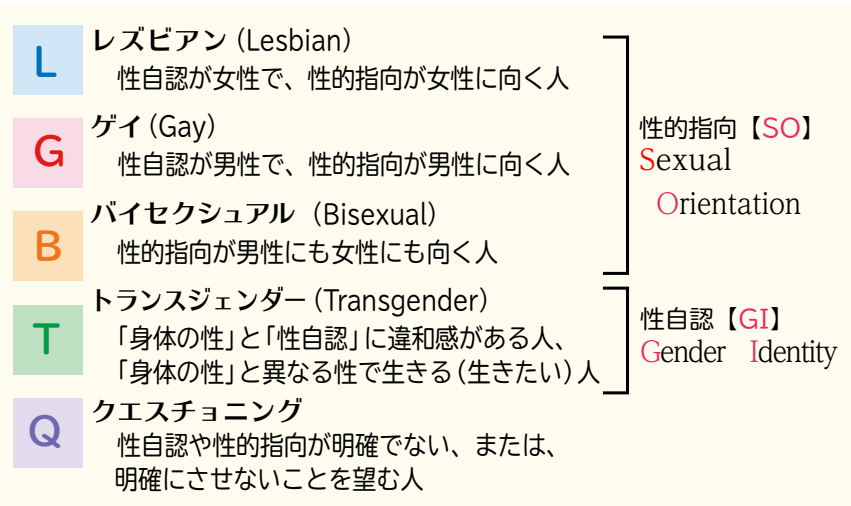 L
レズビアン(Lesbian)
性自認が女性で、性的指向が女性に向く人
G
ゲイ(Gay)
性自認が男性で、性的指向が男性に向く人
B
バイセクシュアル (Bisexual)
性的指向が男性にも女性にも向く人
性的指向【SO】
Sexual
Orientation
T
トランスジェンダー(Transgender)
「身体の性」と「性自認」に違和感がある人、
「身体の性」と異なる性で生きる(生きたい)人
性自認【GI】
Gender Identity
Q
クエスチョニング
性自認や性的指向が明確でない、または、
明確にさせないことを望む人